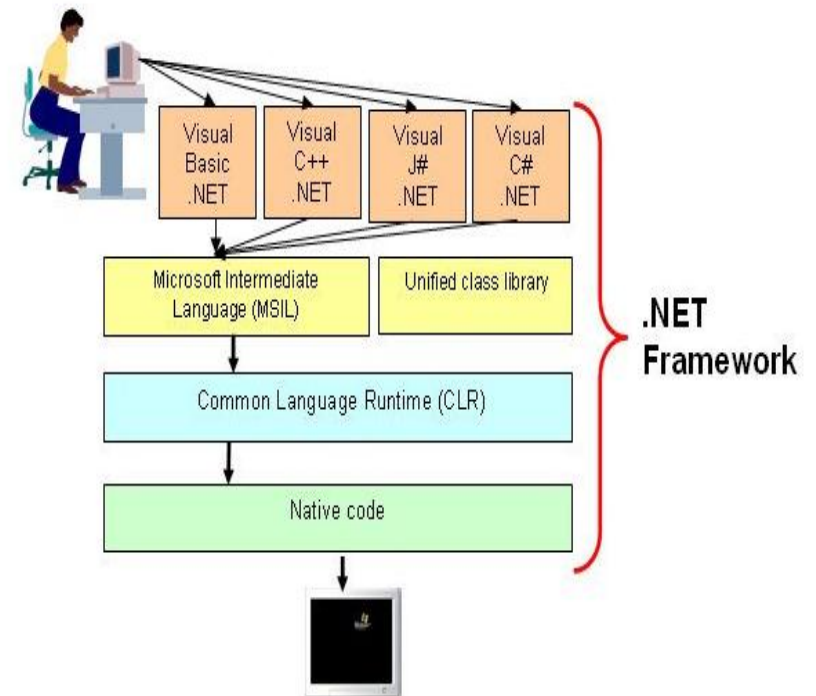 Visual
Basic
.NET
Visual
C++
.NET
Visual
J#
.NET
Visual
C#
.NET
Microsoft Intermediate
Language (MSIL)
Unified class library
.NET
Framework
Common Language Runtime (CLR)
Native code